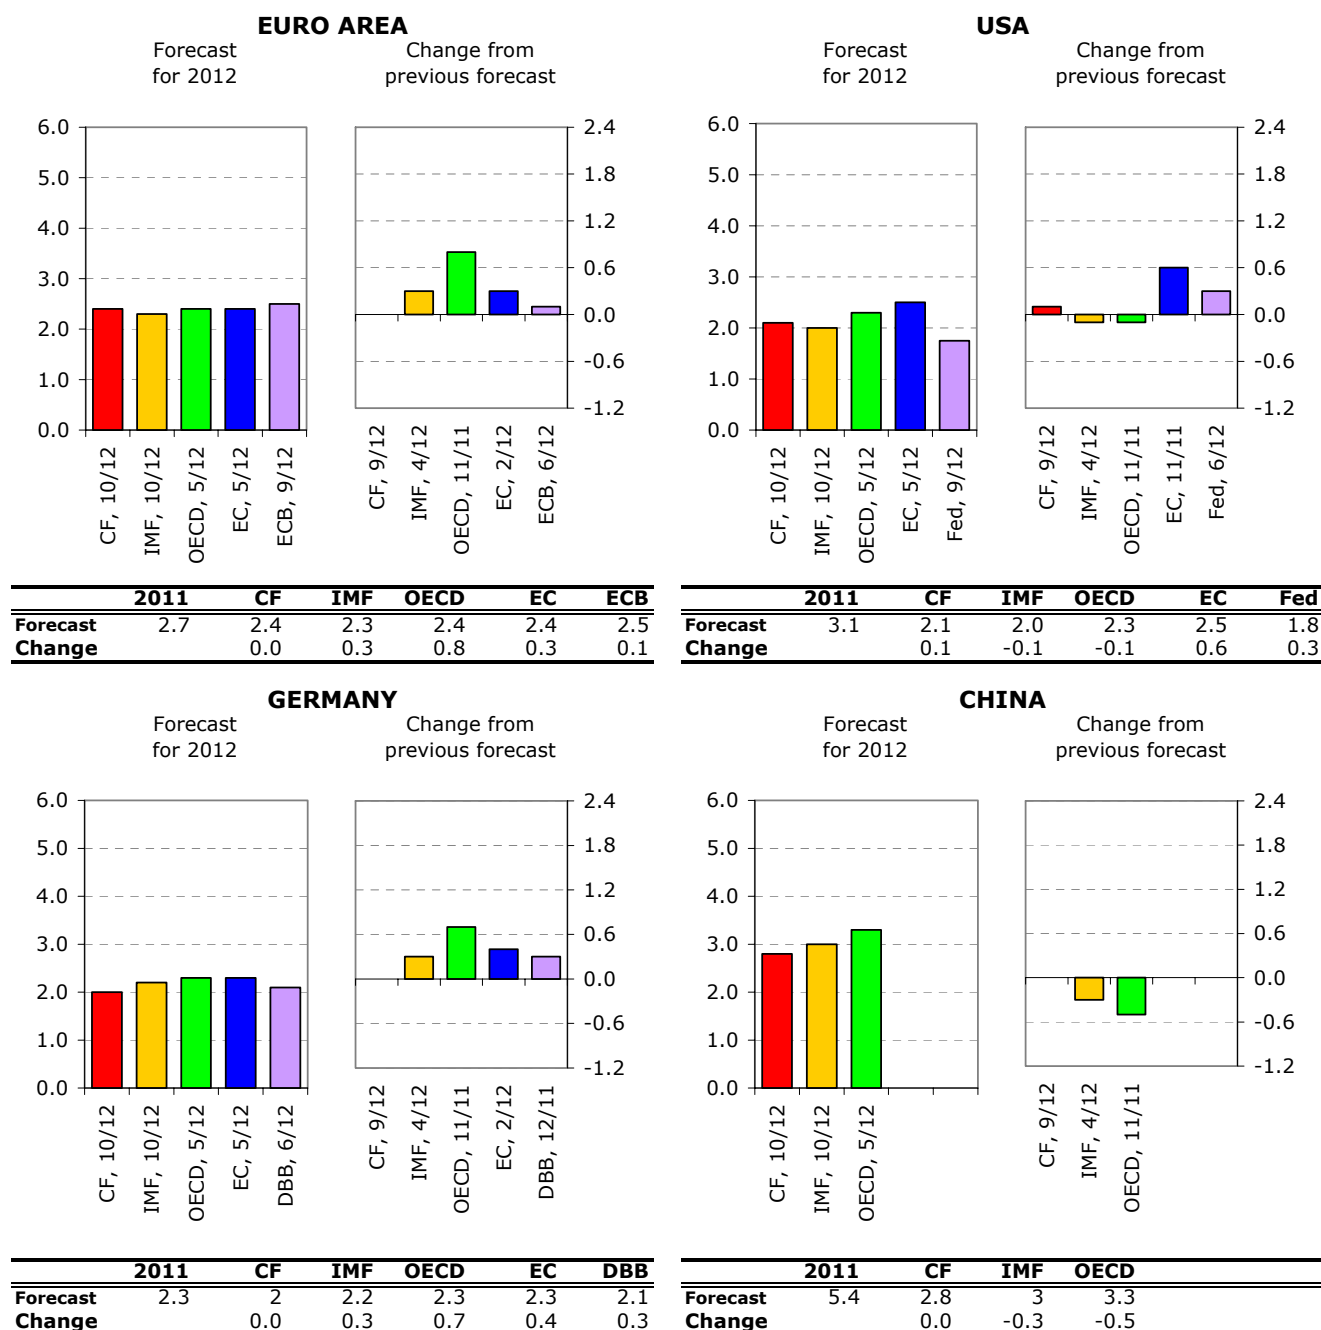 EURO AREA
Forecast
for 2012
Change from
previous forecast
6.0
5.0
4.0
3.0
2.0
1.0
0.0
2.4
1.8
1.2
0.6
0.0
-0.6
-1.2
CF, 10/12
IMF, 10/12
OECD, 5/12
EC, 5/12
ECB, 9/12
CF, 9/12
IMF, 4/12
OECD, 11/11
EC, 2/12
ECB, 6/12
2011 CF IMF OECD EC ECB
Forecast 2.7 2.4 2.3 2.4 2.4 2.5
Change 0.0 0.3 0.8 0.3 0.1
USA
Forecast
for 2012
Change from
previous forecast
6.0
5.0
4.0
3.0
2.0
1.0
0.0
2.4
1.8
1.2
0.6
0.0
-0.6
-1.2
CF, 10/12
IMF, 10/12
OECD, 5/12
EC, 5/12
Fed, 9/12
CF, 9/12
IMF, 4/12
OECD, 11/11
EC, 11/11
Fed, 6/12
2011 CF IMF OECD EC Fed
Forecast 3.1 2.1 2.0 2.3 2.5 1.8
Change 0.1 -0.1 -0.1 0.6 0.3
GERMANY
Forecast
for 2012
Change from
previous forecast
6.0
5.0
4.0
3.0
2.0
1.0
0.0
2.4
1.8
1.2
0.6
0.0
-0.6
-1.2
CF, 10/12
IMF, 10/12
OECD, 5/12
EC, 5/12
DBB, 6/12
CF, 9/12
IMF, 4/12
OECD, 11/11
EC, 2/12
DBB, 12/11
2011 CF IMF OECD EC DBB
Forecast 2.3 2 2.2 2.3 2.3 2.1
Change 0.0 0.3 0.7 0.4 0.3
CHINA
Forecast
for 2012
Change from
previous forecast
6.0
5.0
4.0
3.0
2.0
1.0
0.0
2.4
1.8
1.2
0.6
0.0
-0.6
-1.2
CF, 10/12
IMF, 10/12
OECD, 5/12
CF, 9/12
IMF, 4/12
OECD, 11/11
2011 CF IMF OECD
Forecast 5.4 2.8 3 3.3
Change 0.0 -0.3 -0.5